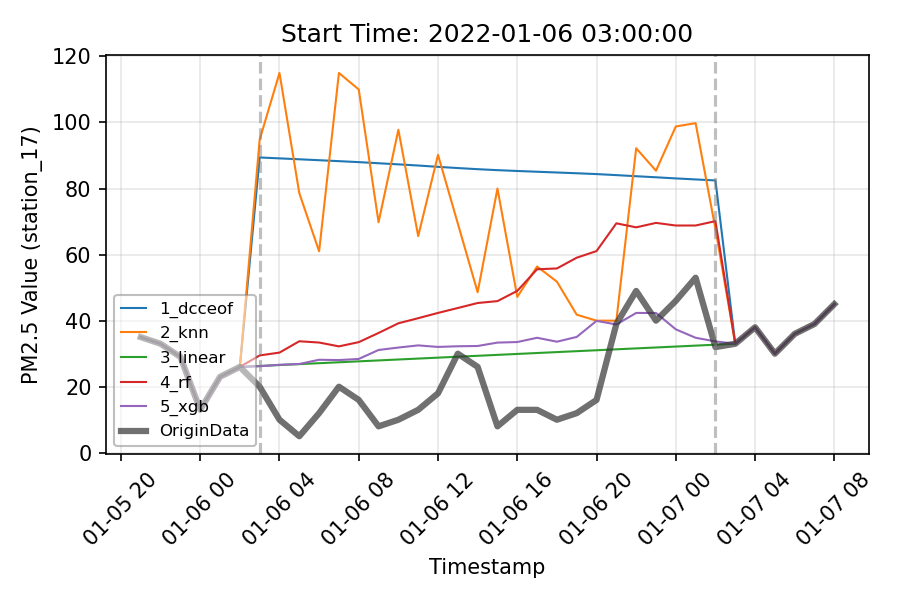 Start Time: 2022-01-06 03:00:00
PM2.5 Value (station_17)
120
100
80
60
40
20
0
1_dcceof
2_knn
3_linear
4_rf
5_xgb
OriginData
01-05 20
01-06 00
01-06 04
01-06 08
01-06 12
01-06 16
01-06 20
01-07 00
01-07 04
01-07 08
Timestamp